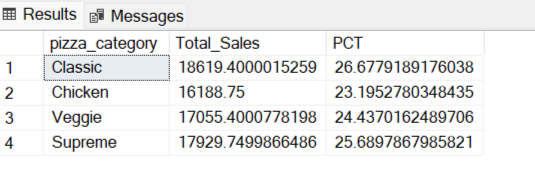 Results Messages
pizza_category Total_Sales PCT
1 Classic 18619.4000015259 26.6779189176038
2 Chicken 16188.75 23.1952780348435
3 Veggie 17055.4000778198 24.4370162489706
4 Supreme 17929.7499866486 25.6897867985821